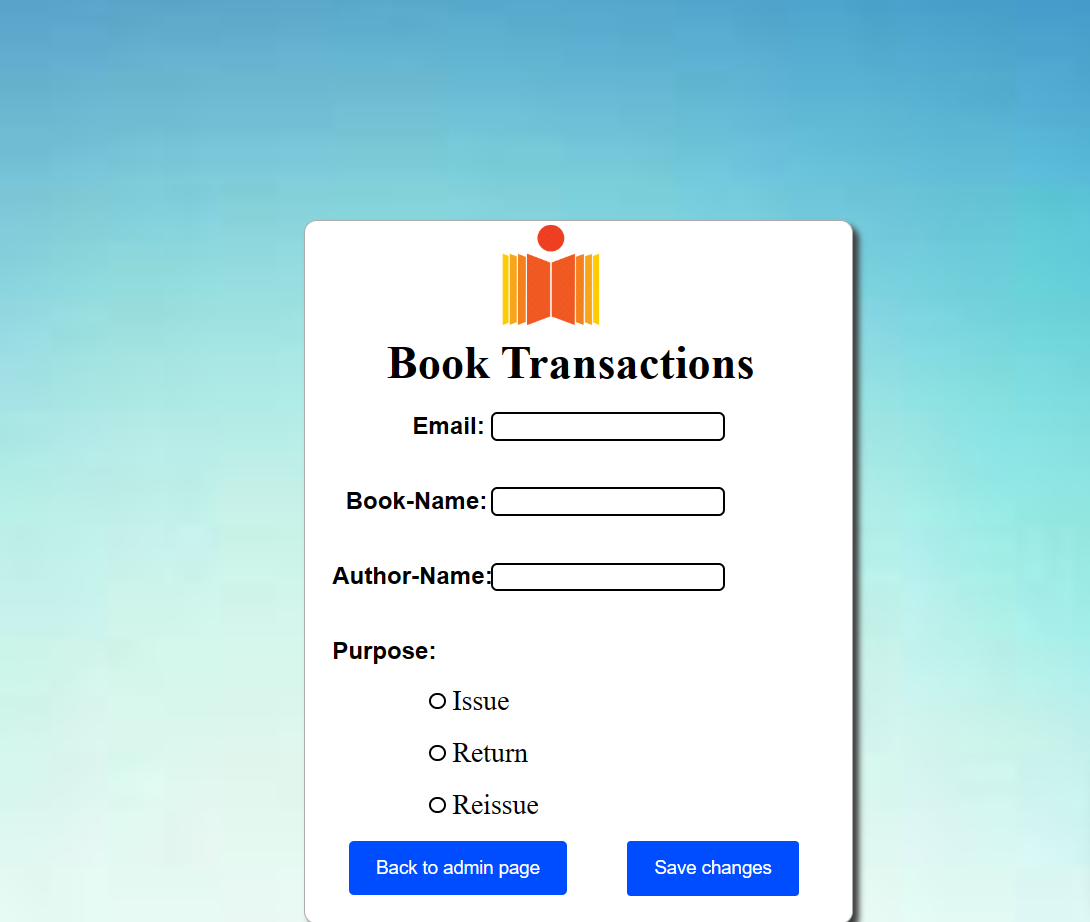 Book Transactions
Email:
Book-Name:
Author-Name:
Purpose:
Issue
Return
Reissue
Back to admin page Save changes